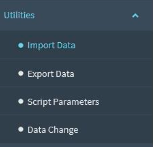 Utilities
Import Data
Export Data
Script Parameters
Data Change